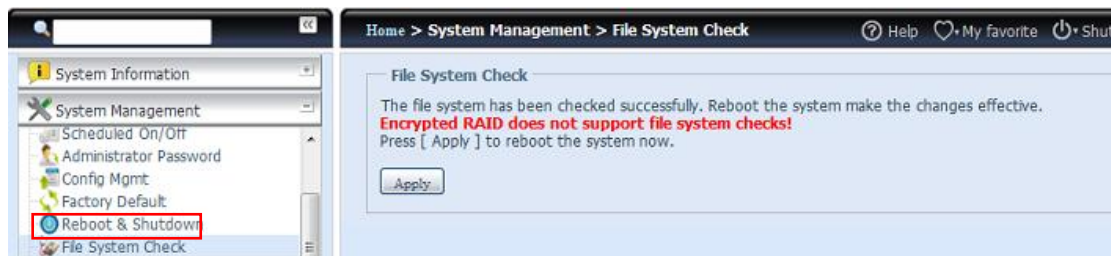 Home > System Management > File System Check
Help
My favorite
Shut
System Information
System Management
Scheduled On/Off
Administrator Password
Config Mgmt
Factory Default
Reboot & Shutdown
File System Check
File System Check
The file system has been checked successfully. Reboot the system make the changes effective.
Encrypted RAID does not support file system checks!
Press [ Apply ] to reboot the system now.
Apply